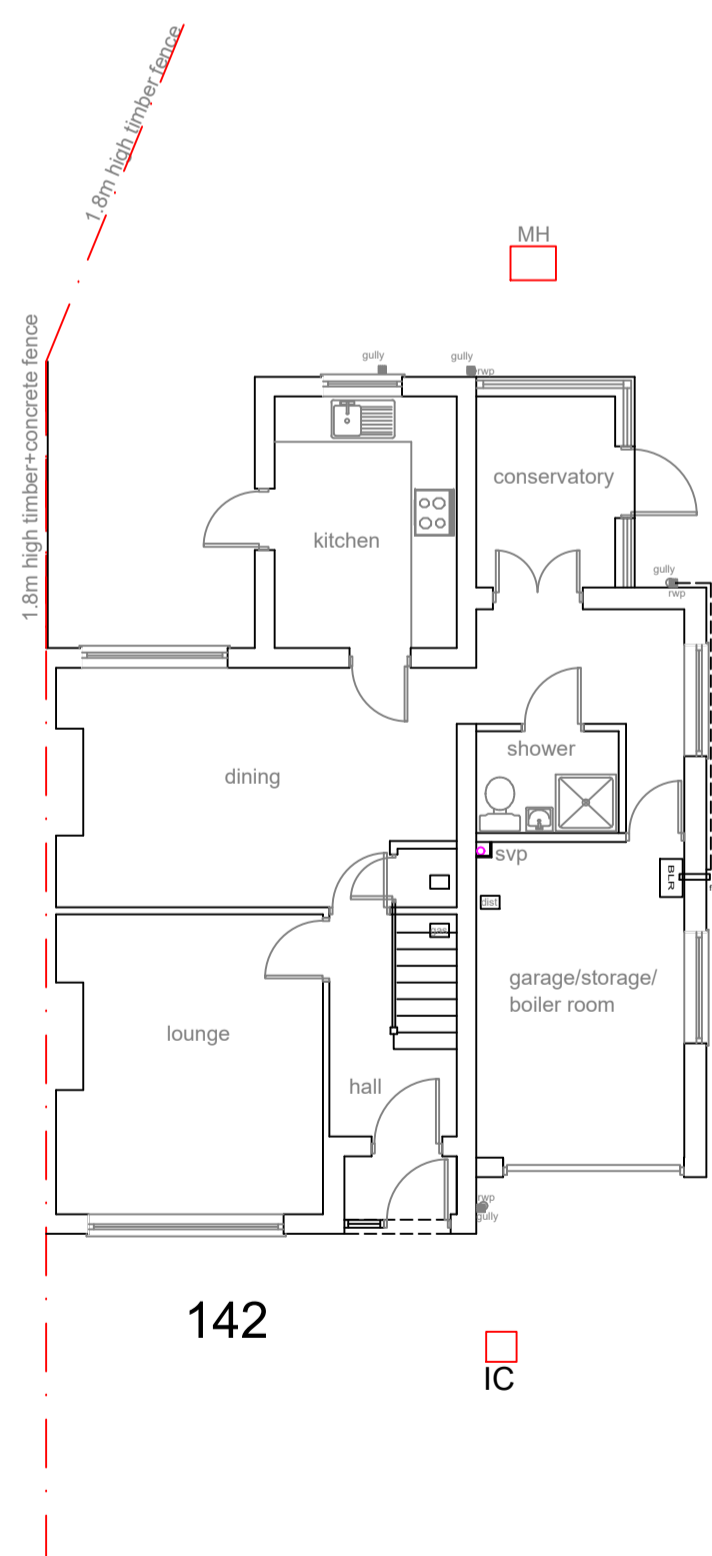 1.8m high timber fence
MH
1.8m high timber+concrete fence
gully
gully
rwp
conservatory
kitchen
gully
rwp
shower
dining
svp
BLR
f
dist
gas
garage/storage/
boiler room
lounge
hall
rwp
gully
142
IC